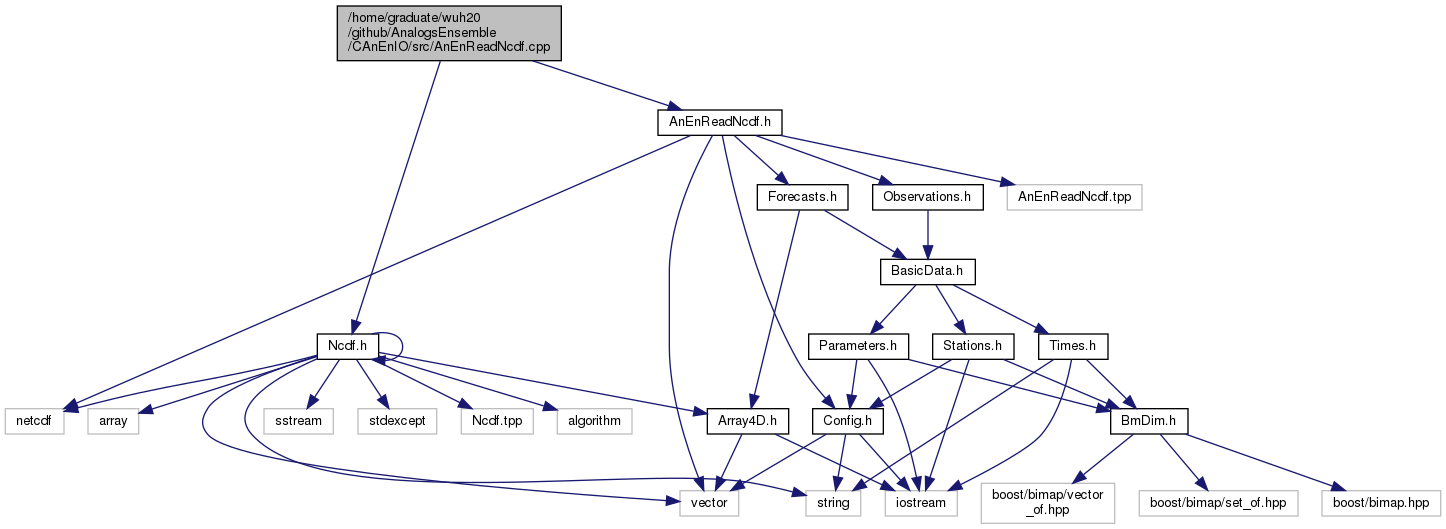 /home/graduate/wuh20
/github/AnalogsEnsemble
/CAnEnIO/src/AnEnReadNcdf.cpp
AnEnReadNcdf.h
Forecasts.h
Observations.h
AnEnReadNcdf.tpp
BasicData.h
Ncdf.h
Parameters.h
Stations.h
Times.h
netcdf
array
sstream
stdexcept
Ncdf.tpp
algorithm
Array4D.h
Config.h
BmDim.h
vector
string
iostream
boost/bimap/vector
_of.hpp
boost/bimap/set_of.hpp
boost/bimap.hpp